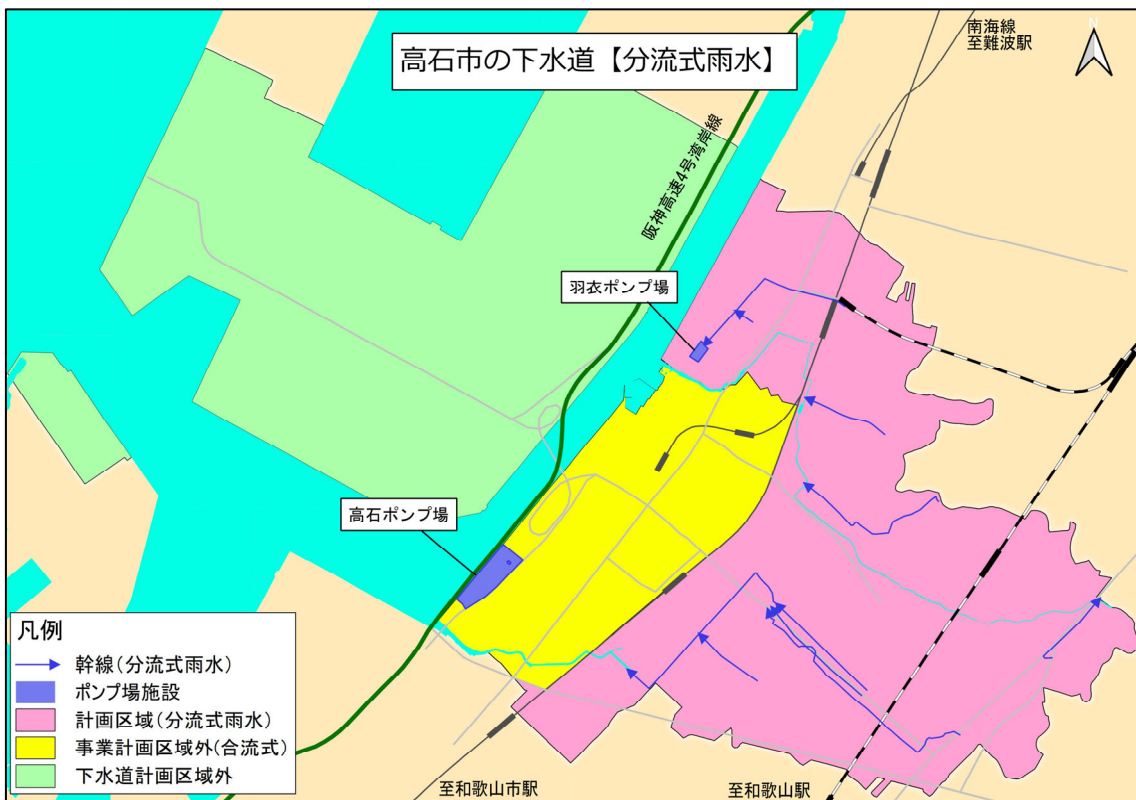 高石市の下水道【分流式雨水】
南海線
至難波駅
N
阪神高速4号湾岸線
羽衣ポンプ場
高石ポンプ場
凡例
幹線(分流式雨水)
ポンプ場施設
計画区域(分流式雨水)
事業計画区域外(合流式)
下水道計画区域外
至和歌山市駅
至和歌山駅